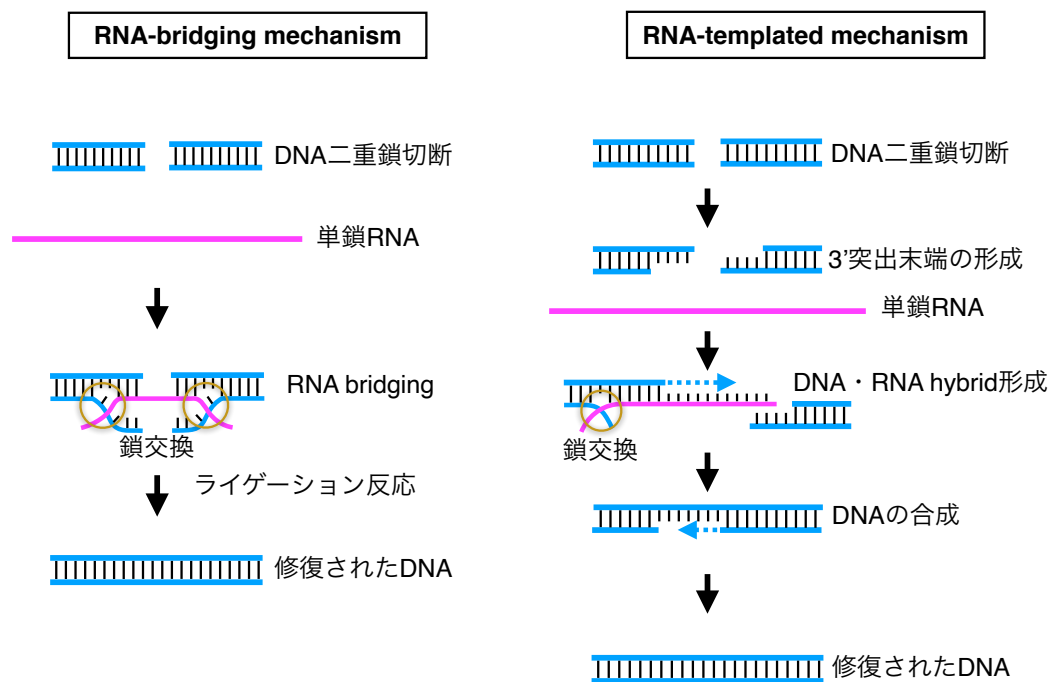 RNA-bridging mechanism
DNA二重鎖切断
単鎖RNA
RNA bridging
鎖交換
ライゲーション反応
修復されたDNA
RNA-templated mechanism
DNA二重鎖切断
3’突出末端の形成
単鎖RNA
DNA・RNA hybrid形成
鎖交換
DNAの合成
修復されたDNA